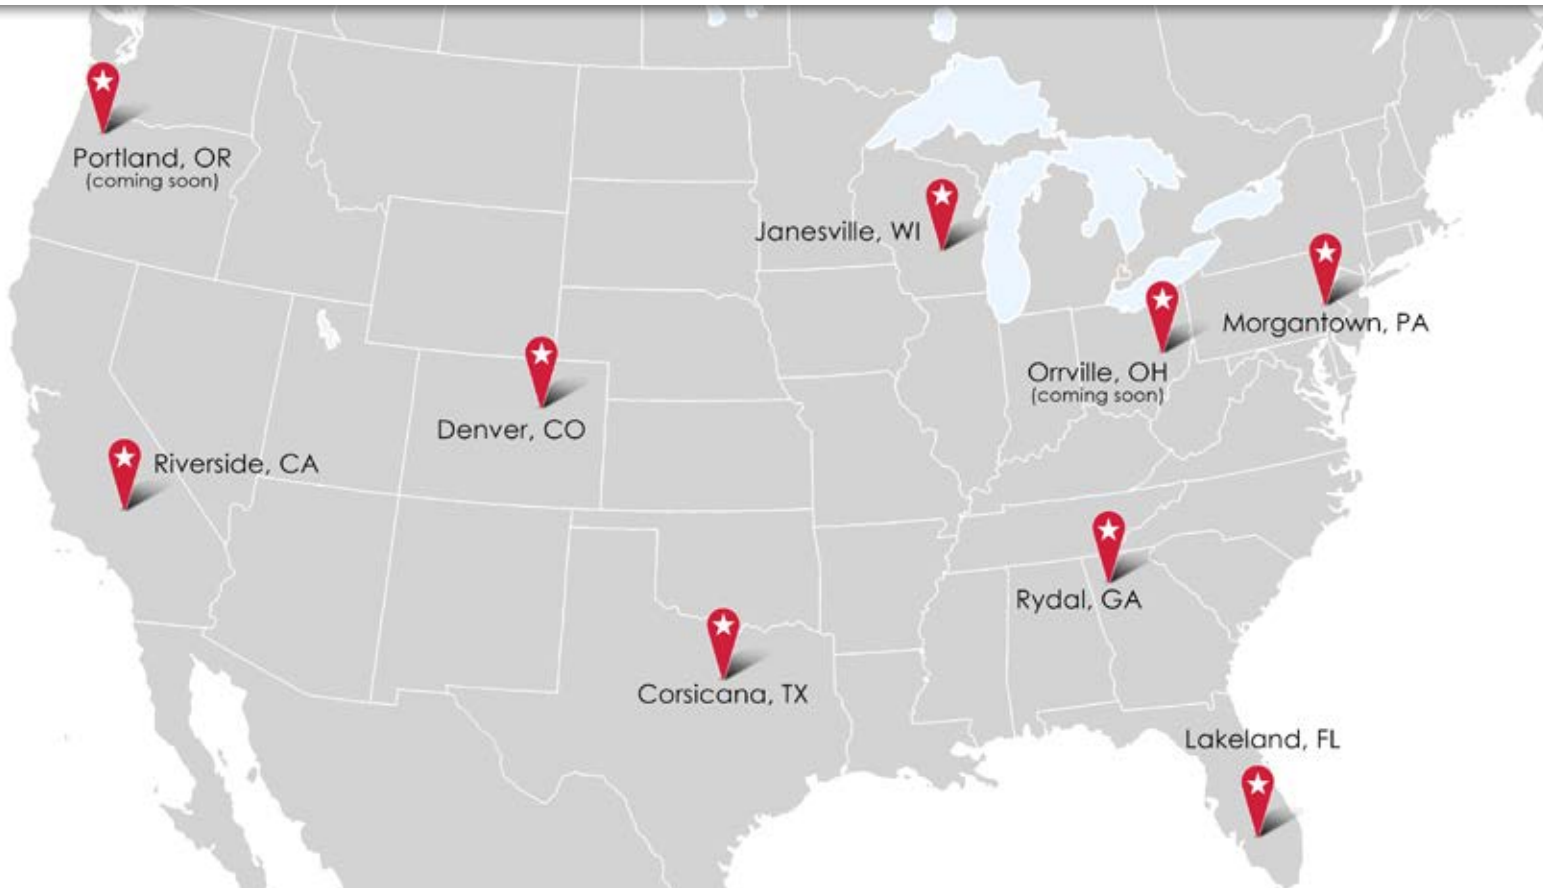 Portland, OR
(coming soon)
Janesville, WI
Morgantown, PA
Orrville, OH
(coming soon)
Denver, CO
Riverside, CA
Rydal, GA
Corsicana, TX
Lakeland, FL